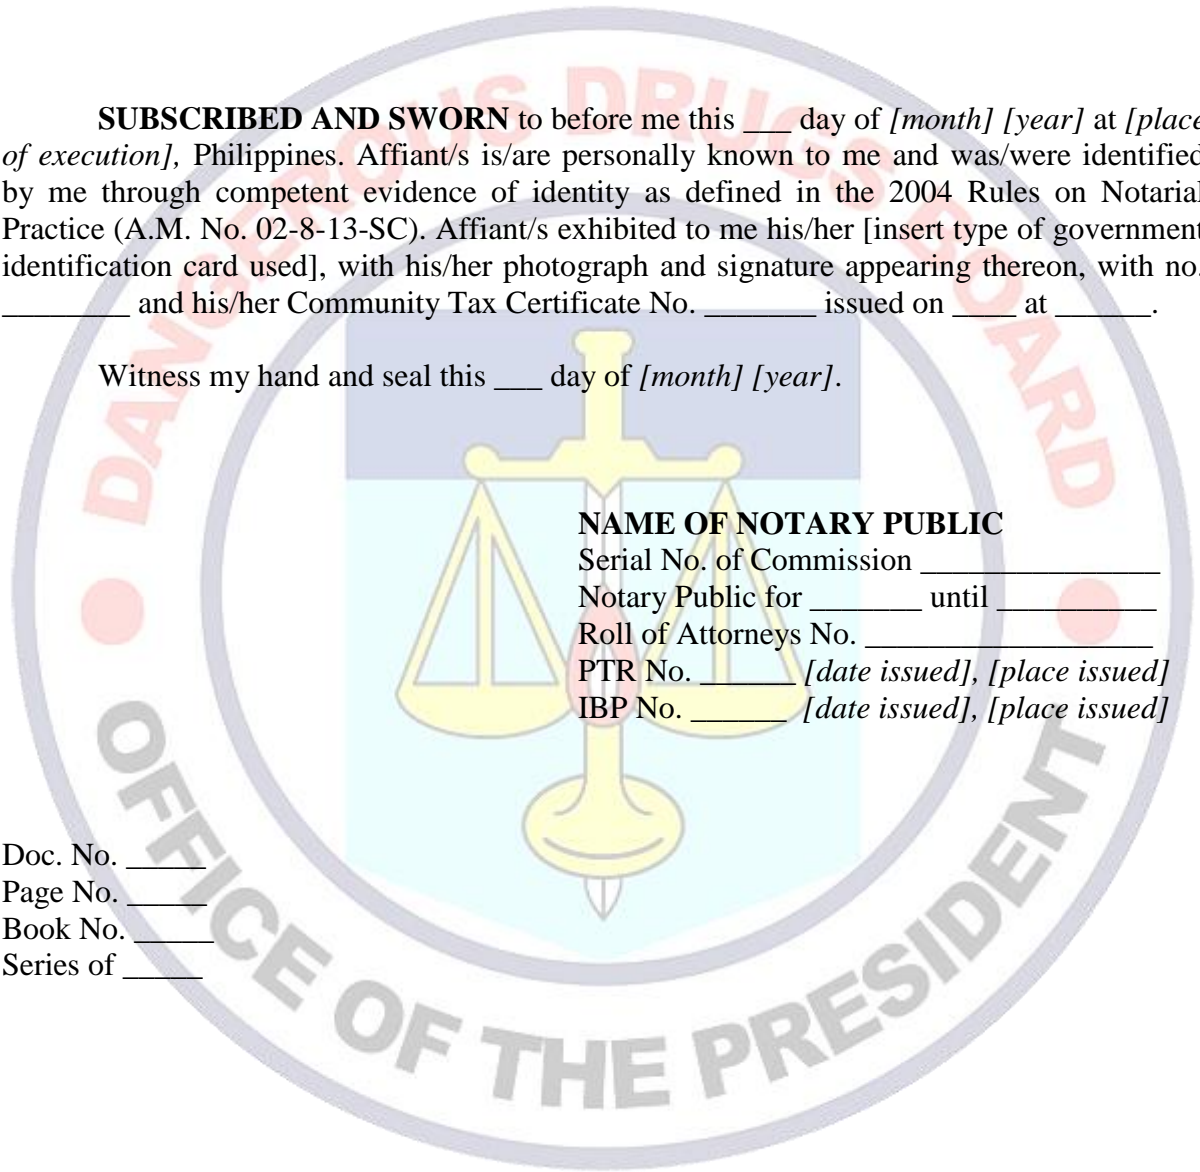 DANGEROUS DRUGS BOARD
SUBSCRIBED AND SWORN to before me this ___ day of [month] [year] at [place
of execution], Philippines. Affiant/s is/are personally known to me and was/were identified
by me through competent evidence of identity as defined in the 2004 Rules on Notarial
Practice (A.M. No. 02-8-13-SC). Affiant/s exhibited to me his/her [insert type of government
identification card used], with his/her photograph and signature appearing thereon, with no.
________ and his/her Community Tax Certificate No. _______ issued on ____ at ______.
Witness my hand and seal this ___ day of [month] [year].
NAME OF NOTARY PUBLIC
Serial No. of Commission _______________
Notary Public for _______ until __________
Roll of Attorneys No. __________________
PTR No. ______ [date issued], [place issued]
IBP No. ______ [date issued], [place issued]
Doc. No. _____
Page No. _____
Book No. _____
Series of _____
OFFICE OF THE PRESIDENT